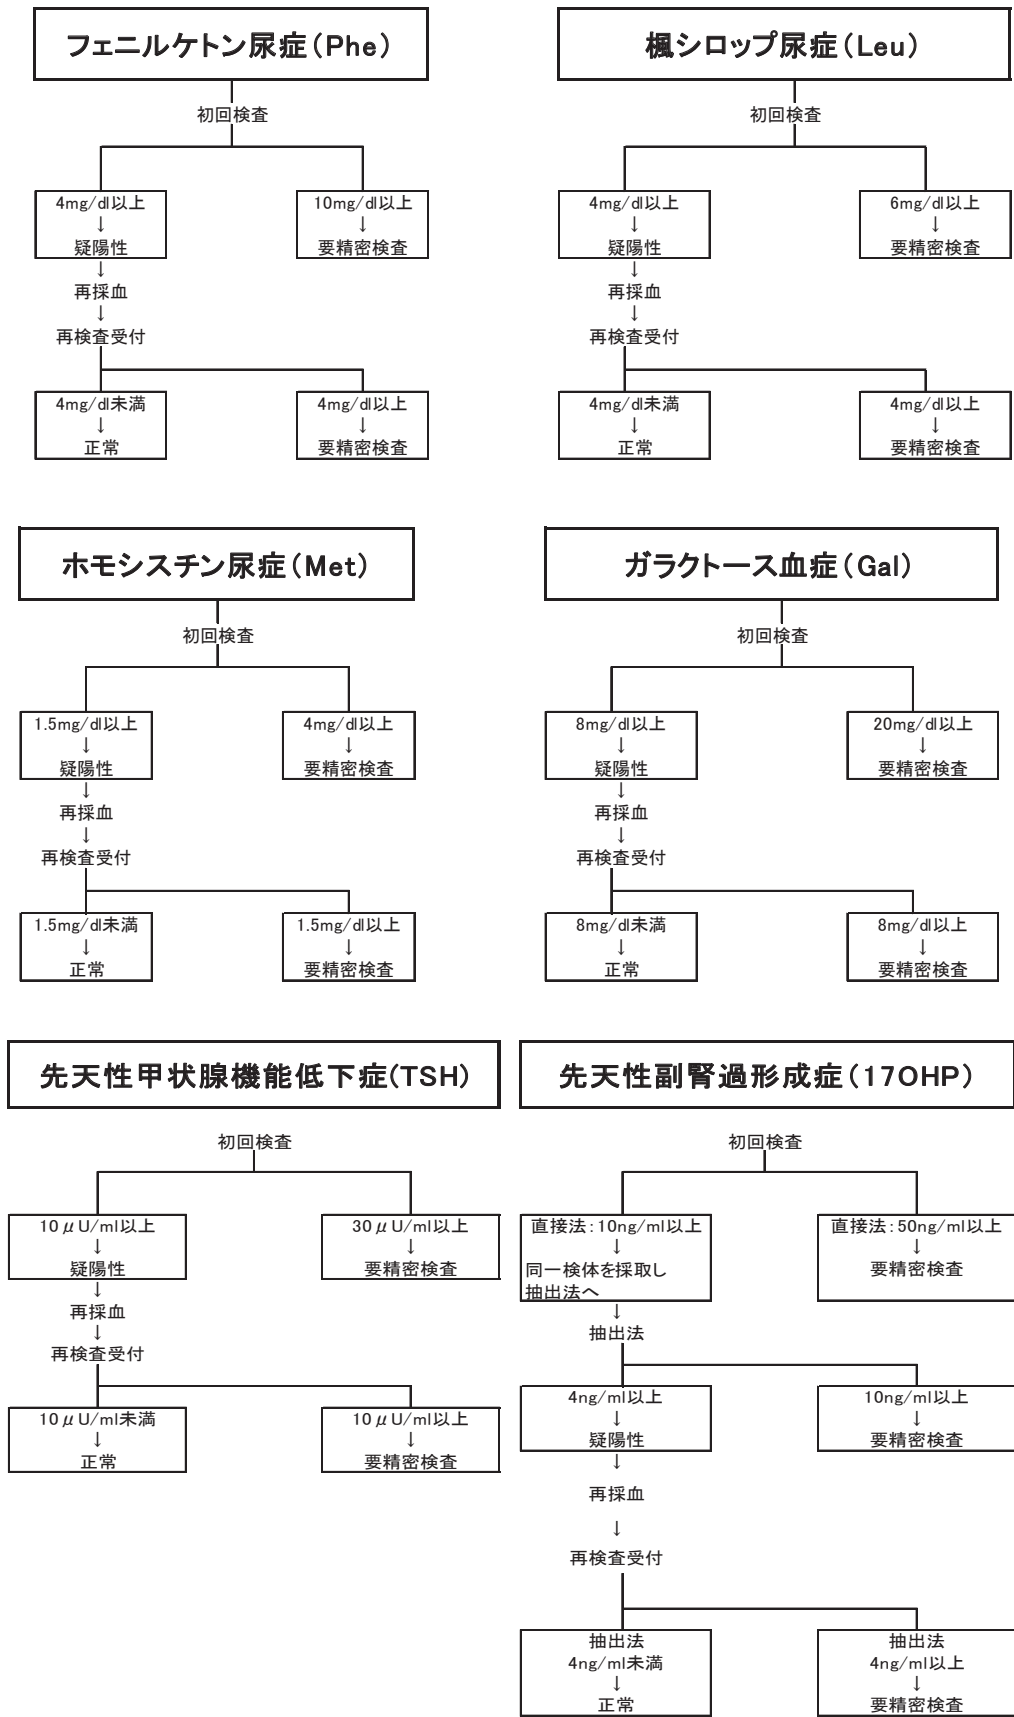 フェニルケトン尿症（Phe）
初回検査
4mg/dl以上
↓
疑陽性
↓
再採血
↓
再検査受付
10mg/dl以上
↓
要精密検査
4mg/dl未満
↓
正常
4mg/dl以上
↓
要精密検査
楓シロップ尿症（Leu）
初回検査
4mg/dl以上
↓
疑陽性
↓
再採血
↓
再検査受付
6mg/dl以上
↓
要精密検査
4mg/dl未満
↓
正常
4mg/dl以上
↓
要精密検査
ホモシスチン尿症（Met）
初回検査
1.5mg/dl以上
↓
疑陽性
↓
再採血
↓
再検査受付
4mg/dl以上
↓
要精密検査
1.5mg/dl未満
↓
正常
1.5mg/dl以上
↓
要精密検査
ガラクトース血症（Gal）
初回検査
8mg/dl以上
↓
疑陽性
↓
再採血
↓
再検査受付
20mg/dl以上
↓
要精密検査
8mg/dl未満
↓
正常
8mg/dl以上
↓
要精密検査
先天性甲状腺機能低下症(TSH)
初回検査
10μU/ml以上
↓
疑陽性
↓
再採血
↓
再検査受付
30μU/ml以上
↓
要精密検査
10μU/ml未満
↓
正常
10μU/ml以上
↓
要精密検査
先天性副腎過形成症（17OHP）
初回検査
直接法：10ng/ml以上
↓
同一検体を採取し
抽出法へ
↓
抽出法
直接法：50ng/ml以上
↓
要精密検査
4ng/ml以上
↓
疑陽性
↓
再採血
↓
再検査受付
10ng/ml以上
↓
要精密検査
抽出法
4ng/ml未満
↓
正常
抽出法
4ng/ml以上
↓
要精密検査